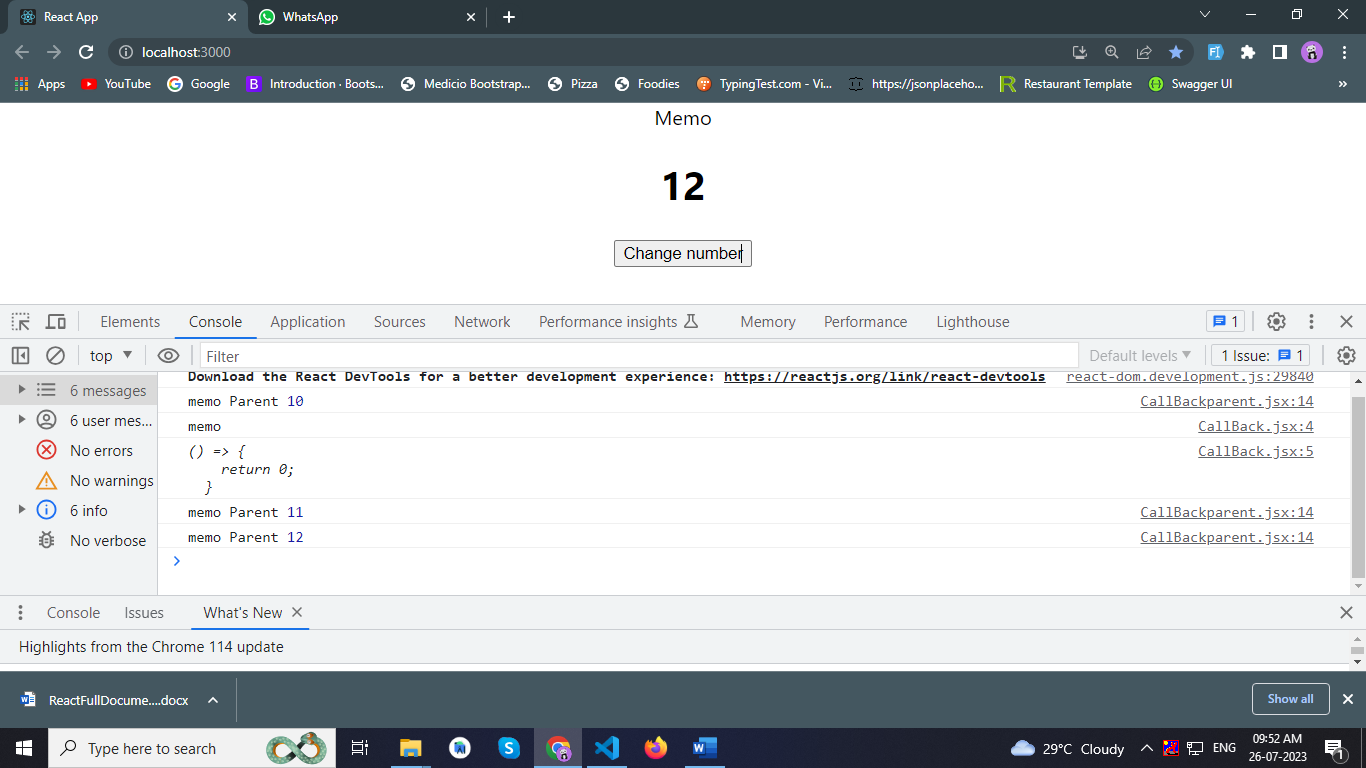 React App
WhatsApp
localhost:3000
Apps YouTube Google Introduction · Boots... Medicio Bootstrap... Pizza Foodies TypingTest.com - Vi... https://jsonplaceho... Restaurant Template Swagger UI »
Memo
12
Change number
Elements Console Application Sources Network Performance insights Memory Performance Lighthouse 1
top Filter Default levels 1 Issue: 1
6 messages
6 user mes...
No errors
No warnings
6 info
No verbose
Download the React DevTools for a better development experience: https://reactjs.org/link/react-devtools react-dom.development.js:29840
memo Parent 10 CallBackparent.jsx:14
memo CallBack.jsx:4
() => { CallBack.jsx:5
return 0;
}
memo Parent 11 CallBackparent.jsx:14
memo Parent 12 CallBackparent.jsx:14
Console Issues What's New
Highlights from the Chrome 114 update
ReactFullDocume....docx Show all
Type here to search
29°C Cloudy ENG
09:52 AM
26-07-2023
1